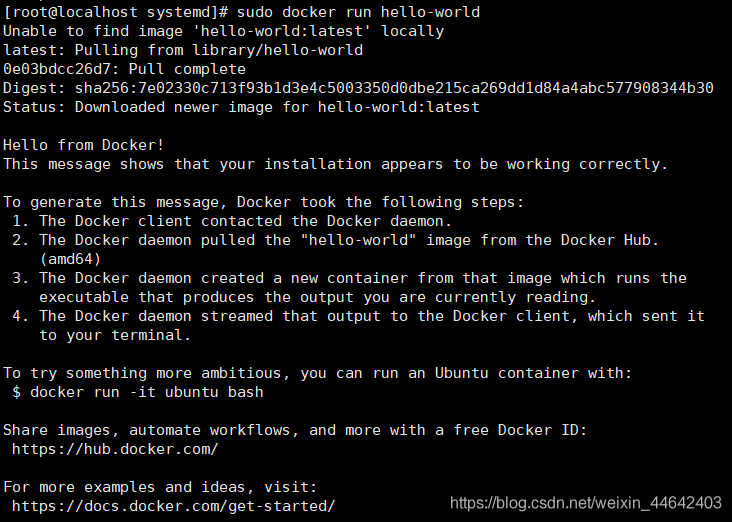 [root@localhost systemd]# sudo docker run hello-world
Unable to find image 'hello-world:latest' locally
latest: Pulling from library/hello-world
0e03bdcc26d7: Pull complete
Digest: sha256:7e02330c713f93b1d3e4c5003350d0dbe215ca269dd1d84a4abc577908344b30
Status: Downloaded newer image for hello-world:latest

Hello from Docker!
This message shows that your installation appears to be working correctly.

To generate this message, Docker took the following steps:
 1. The Docker client contacted the Docker daemon.
 2. The Docker daemon pulled the "hello-world" image from the Docker Hub.
    (amd64)
 3. The Docker daemon created a new container from that image which runs the
    executable that produces the output you are currently reading.
 4. The Docker daemon streamed that output to the Docker client, which sent it
    to your terminal.

To try something more ambitious, you can run an Ubuntu container with:
 $ docker run -it ubuntu bash

Share images, automate workflows, and more with a free Docker ID:
 https://hub.docker.com/

For more examples and ideas, visit:
 https://docs.docker.com/get-started/
https://blog.csdn.net/weixin_44642403